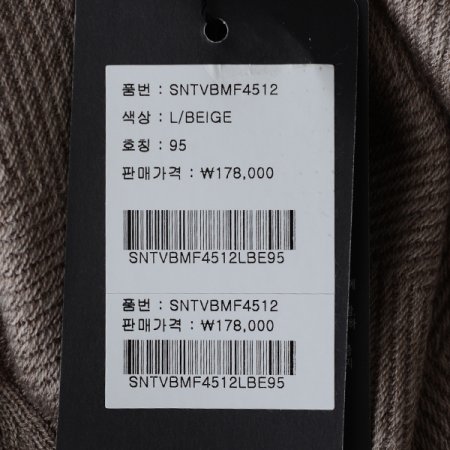 품번 : SNTVBMF4512
색상 : L/BEIGE
호칭 : 95
판매가격 : ₩178,000
SNTVBMF4512LBE95
품번 : SNTVBMF4512
판매가격 : ₩178,000
SNTVBMF4512LBE95